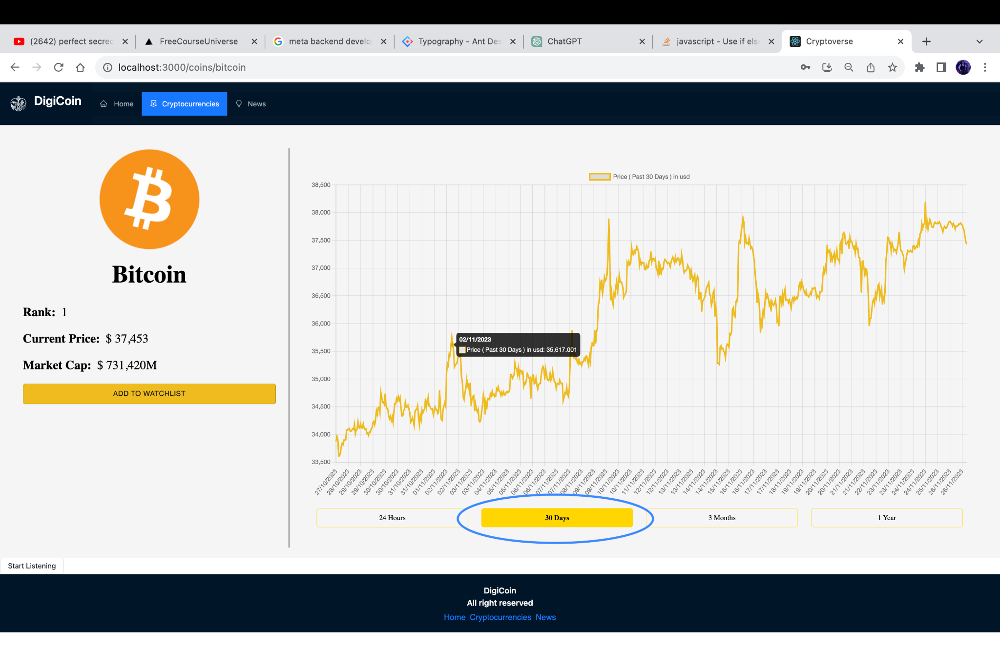 (2642) perfect secrec
FreeCourseUniverse
meta backend develo
Typography - Ant Des
ChatGPT
javascript - Use if els
Cryptoverse
localhost:3000/coins/bitcoin
DigiCoin
Home
Cryptocurrencies
News
Bitcoin
Rank: 1
Current Price: $ 37,453
Market Cap: $ 731,420M
ADD TO WATCHLIST
Price ( Past 30 Days ) in usd
38,500
38,000
37,500
37,000
36,500
36,000
35,500
35,000
34,500
34,000
33,500
02/11/2023
Price ( Past 30 Days ) in usd: 35,617.001
27/10/2023
28/10/2023
29/10/2023
29/10/2023
30/10/2023
30/10/2023
31/10/2023
31/10/2023
01/11/2023
02/11/2023
02/11/2023
03/11/2023
03/11/2023
04/11/2023
05/11/2023
05/11/2023
06/11/2023
06/11/2023
07/11/2023
07/11/2023
08/11/2023
09/11/2023
09/11/2023
10/11/2023
10/11/2023
11/11/2023
12/11/2023
12/11/2023
13/11/2023
13/11/2023
14/11/2023
14/11/2023
15/11/2023
16/11/2023
16/11/2023
17/11/2023
17/11/2023
18/11/2023
19/11/2023
19/11/2023
20/11/2023
20/11/2023
21/11/2023
21/11/2023
22/11/2023
23/11/2023
23/11/2023
24/11/2023
24/11/2023
25/11/2023
26/11/2023
26/11/2023
24 Hours
30 Days
3 Months
1 Year
Start Listening
DigiCoin
All right reserved
Home Cryptocurrencies News